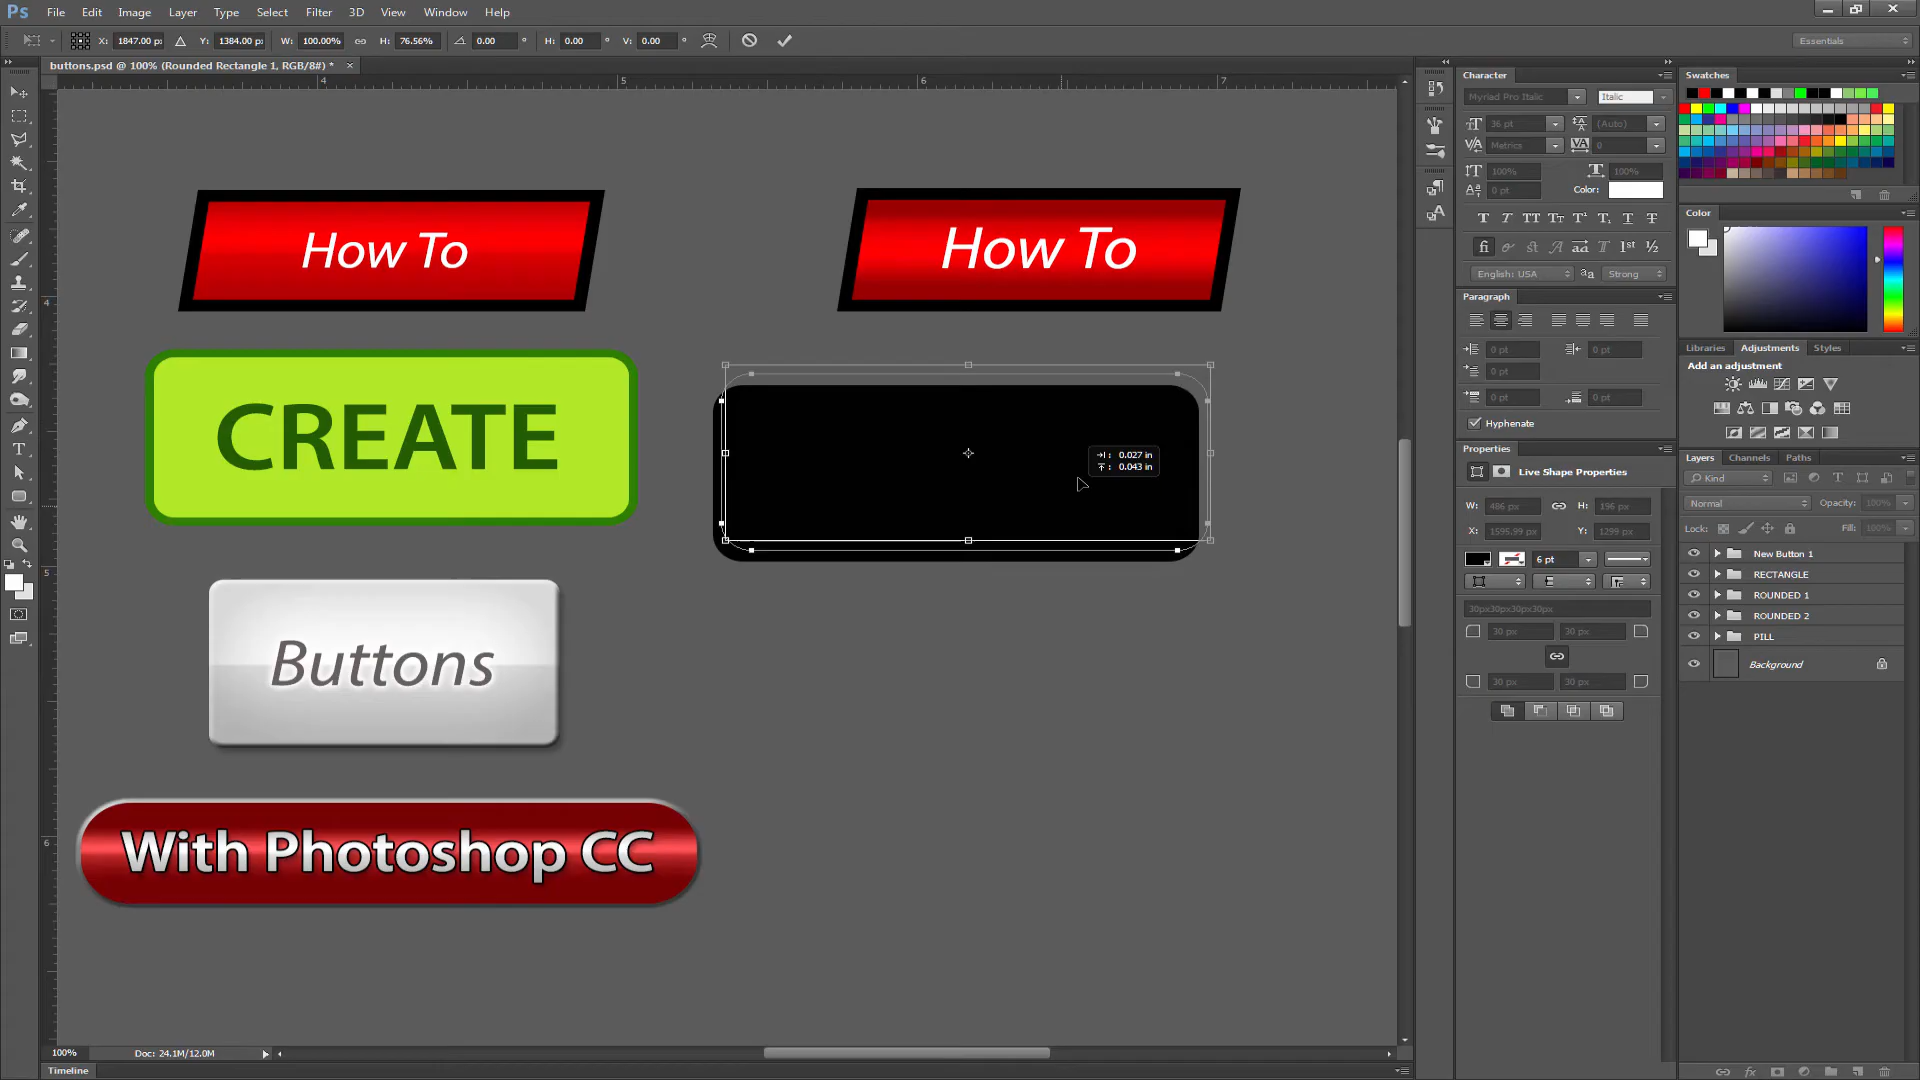 Ps File Edit Image Layer Type Select Filter 3D View Window Help
X: 1847.00 px Y: 1384.00 px W: 100.00% H: 76.56% 0.00 ° H: 0.00 ° V: 0.00 ° Essentials
buttons.psd @ 100% (Rounded Rectangle 1, RGB/8#) * ×
4 5 6 7
4
5
6
How To
How To
CREATE
0.027 in
0.043 in
Buttons
With Photoshop CC
100% Doc: 24.1M/12.0M
Timeline
Character
Myriad Pro Italic Italic
36 pt (Auto)
Metrics 0
100% 100%
0 pt Color:
English: USA Strong
Paragraph
0 pt 0 pt
0 pt
0 pt 0 pt
Hyphenate
Properties
Live Shape Properties
W: 486 px H: 196 px
X: 1595.99 px Y: 1299 px
6 pt
30px30px30px30px
30 px 30 px
30 px 30 px
Swatches
Color
Libraries Adjustments Styles
Add an adjustment
Layers Channels Paths
Kind
Normal Opacity: 100%
Lock: Fill: 100%
New Button 1
RECTANGLE
ROUNDED 1
ROUNDED 2
PILL
Background